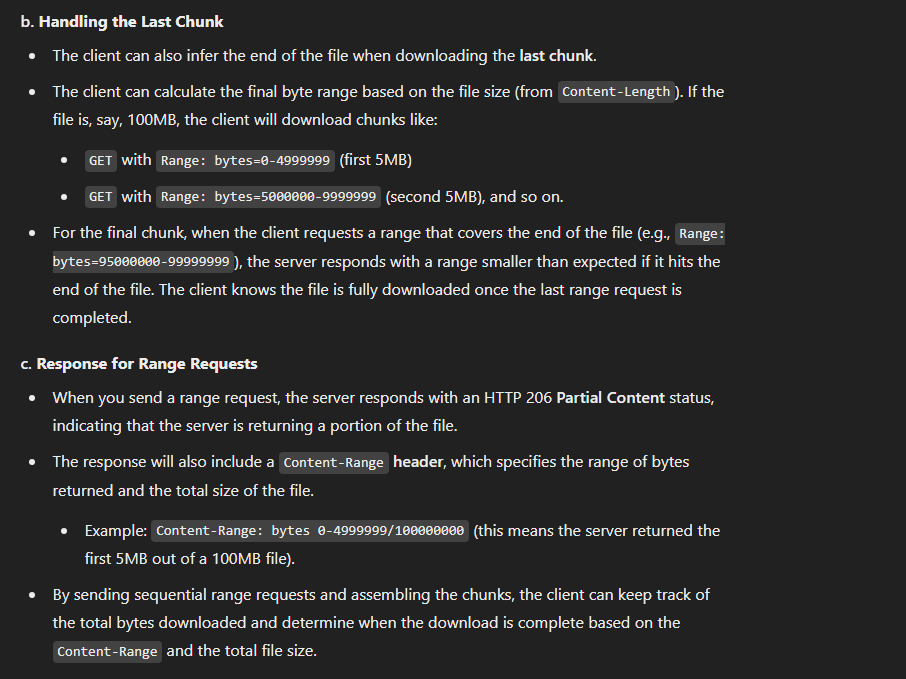 b. Handling the Last Chunk
• The client can also infer the end of the file when downloading the last chunk.
• The client can calculate the final byte range based on the file size (from Content-Length). If the
file is, say, 100MB, the client will download chunks like:
• GET with Range: bytes=0-4999999 (first 5MB)
• GET with Range: bytes=5000000-9999999 (second 5MB), and so on.
• For the final chunk, when the client requests a range that covers the end of the file (e.g., Range:
bytes=95000000-99999999), the server responds with a range smaller than expected if it hits the
end of the file. The client knows the file is fully downloaded once the last range request is
completed.
c. Response for Range Requests
• When you send a range request, the server responds with an HTTP 206 Partial Content status,
indicating that the server is returning a portion of the file.
• The response will also include a Content-Range header, which specifies the range of bytes
returned and the total size of the file.
• Example: Content-Range: bytes 0-4999999/100000000 (this means the server returned the
first 5MB out of a 100MB file).
• By sending sequential range requests and assembling the chunks, the client can keep track of
the total bytes downloaded and determine when the download is complete based on the
Content-Range and the total file size.